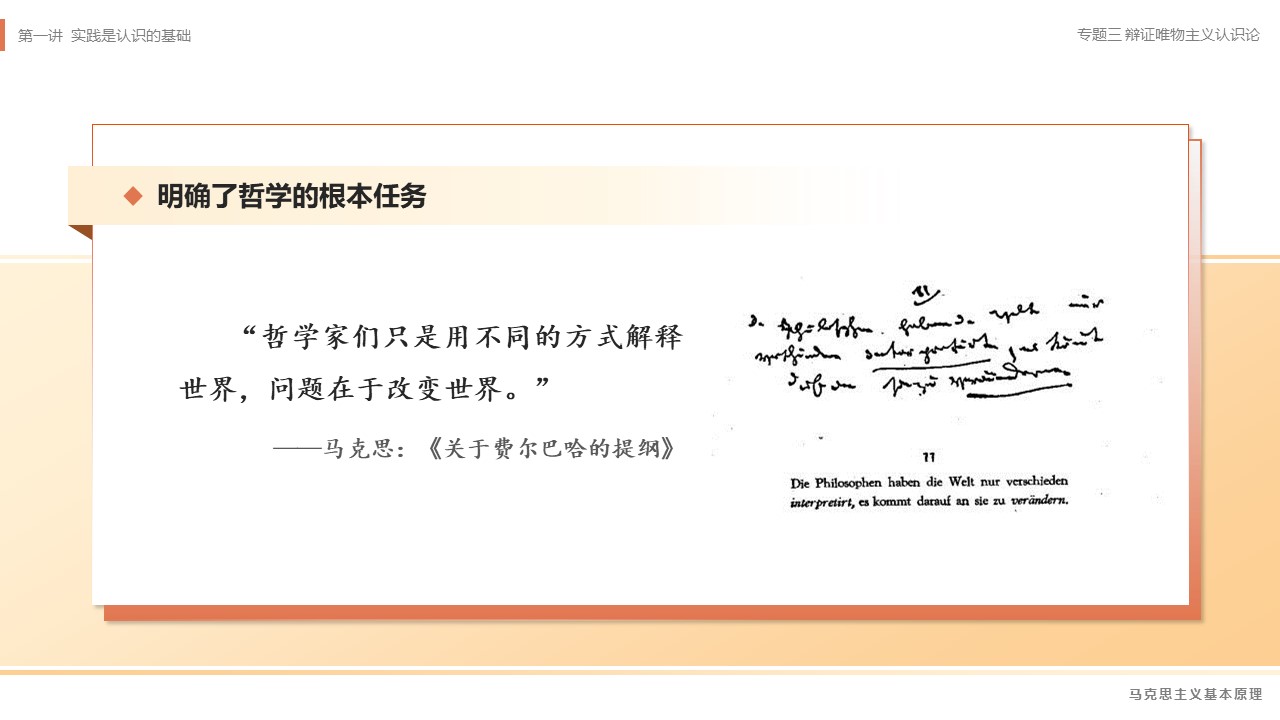 第一讲 实践是认识的基础
专题三 辩证唯物主义认识论
明确了哲学的根本任务
“哲学家们只是用不同的方式解释
世界，问题在于改变世界。”
——马克思：《关于费尔巴哈的提纲》
11
Die Philosophen haben die Welt nur verschieden
interpretirt, es kommt darauf an sie zu verändern.
马克思主义基本原理